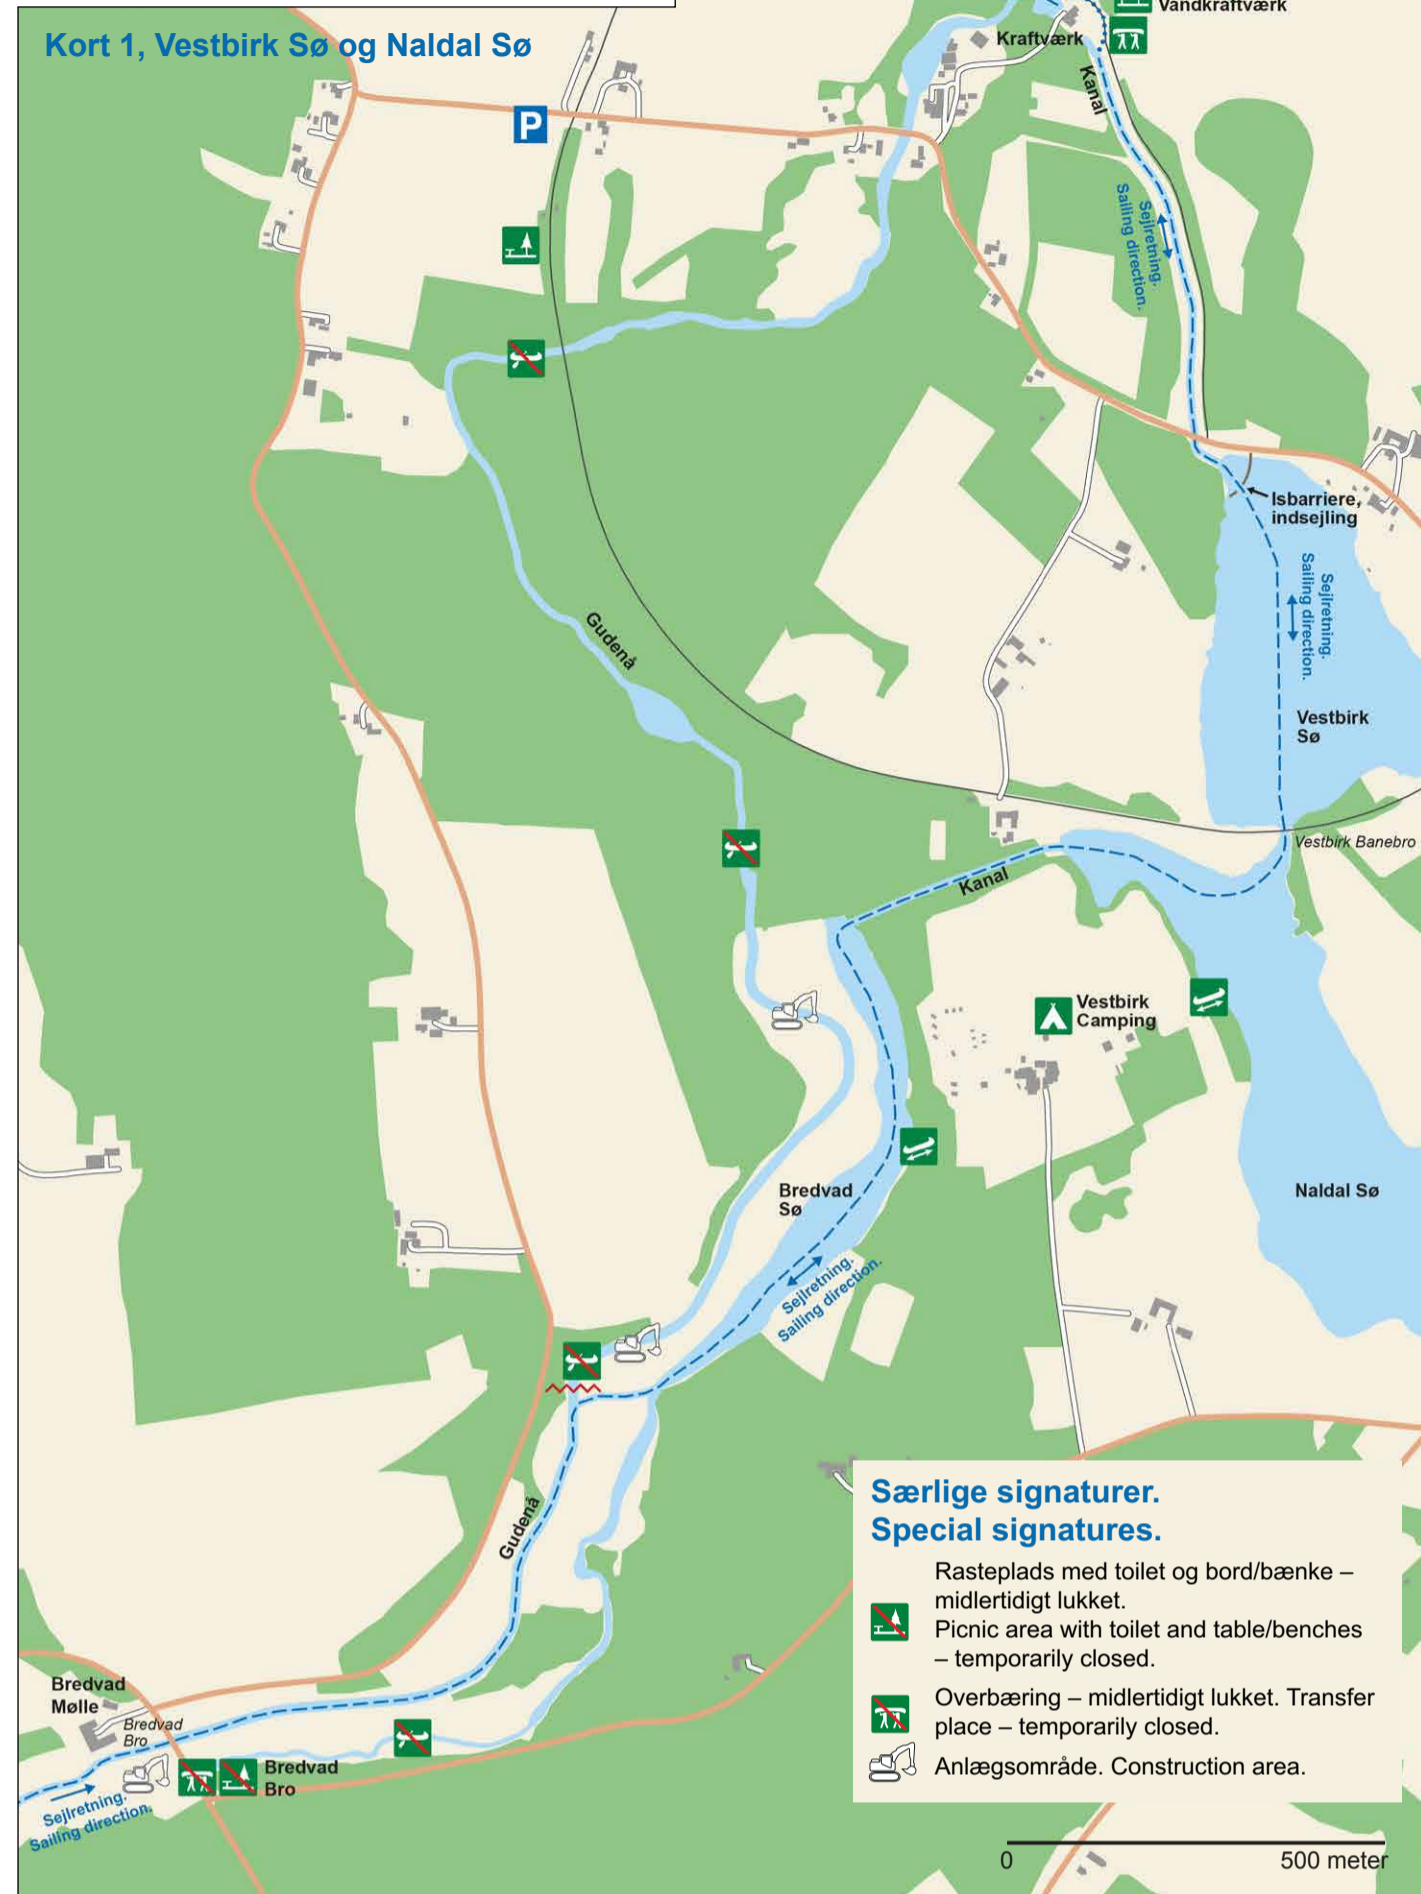 Kort 1, Vestbirk Sø og Naldal Sø
Vandkraftværk
Kraftværk
Kanal
P
Sejlretning.
Sailing direction.
Isbarriere,
indsejling
Sejlretning.
Sailing direction.
Gudenå
Vestbirk
Sø
Vestbirk Banebro
Kanal
Vestbirk
Camping
Bredvad
Sø
Naldal Sø
Sejlretning.
Sailing direction.
Gudenå
Særlige signaturer.
Special signatures.
Rasteplads med toilet og bord/bænke –
midlertidigt lukket.
Picnic area with toilet and table/benches
– temporarily closed.
Overbæring – midlertidigt lukket. Transfer
place – temporarily closed.
Anlægsområde. Construction area.
Bredvad
Mølle
Bredvad
Bro
Bredvad
Bro
Sejlretning.
Sailing direction.
0 500 meter